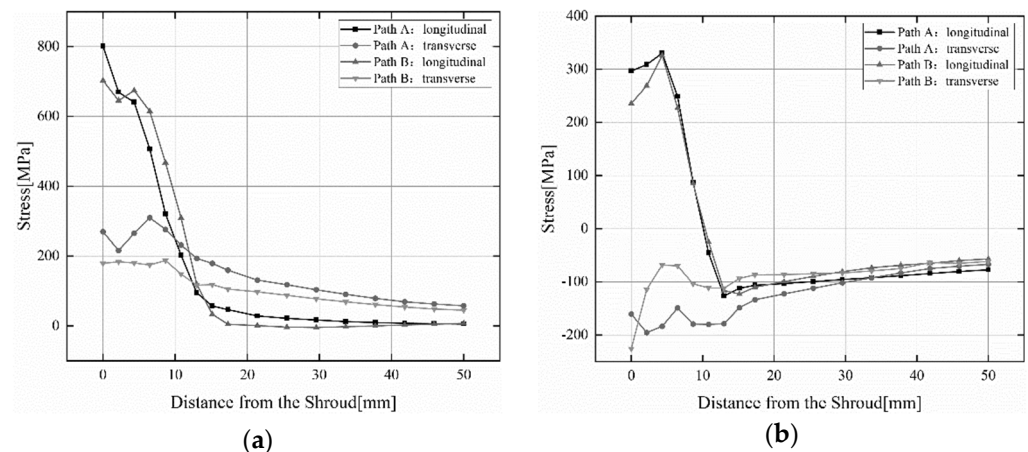 Path A：longitudinal
Path A：transverse
Path B：longitudinal
Path B：transverse
800
600
400
200
0
Stress[MPa]
0 10 20 30 40 50
Distance from the Shroud[mm]
(a)
Path A：longitudinal
Path A：transverse
Path B：longitudinal
Path B：transverse
400
300
200
100
0
-100
-200
Stress[MPa]
0 10 20 30 40 50
Distance from the Shroud[mm]
(b)